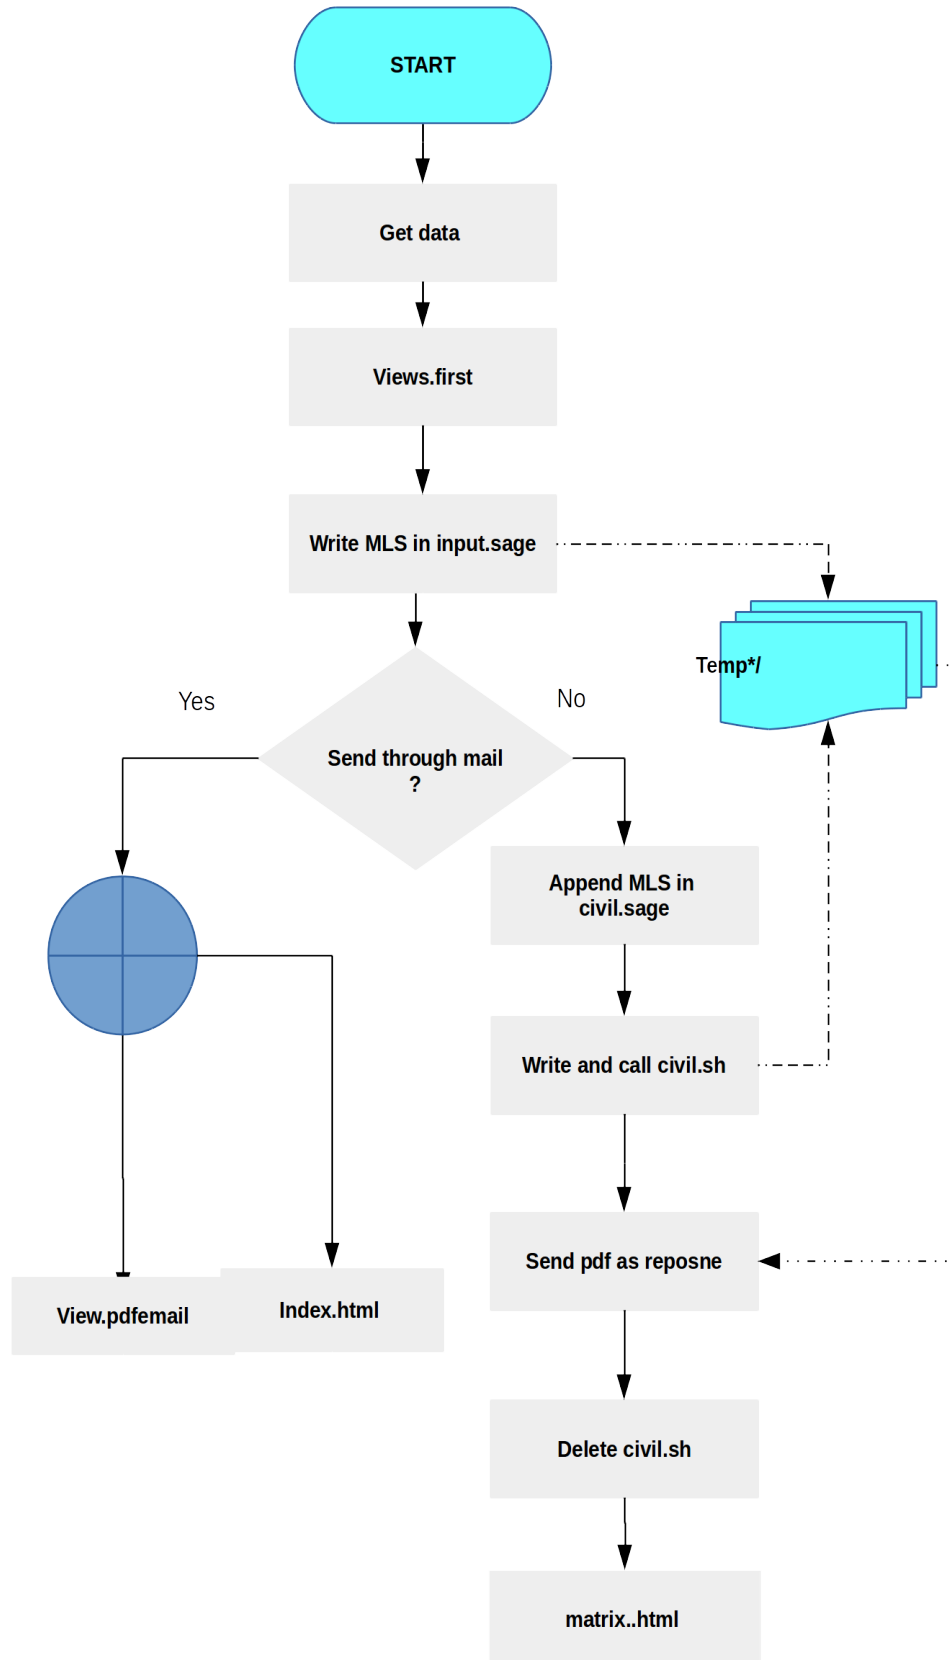 START
Get data
Views.first
Write MLS in input.sage
Temp*/
Yes
No
Send through mail
?
Append MLS in
civil.sage
Write and call civil.sh
Send pdf as reposne
View.pdfemail
Index.html
Delete civil.sh
matrix..html